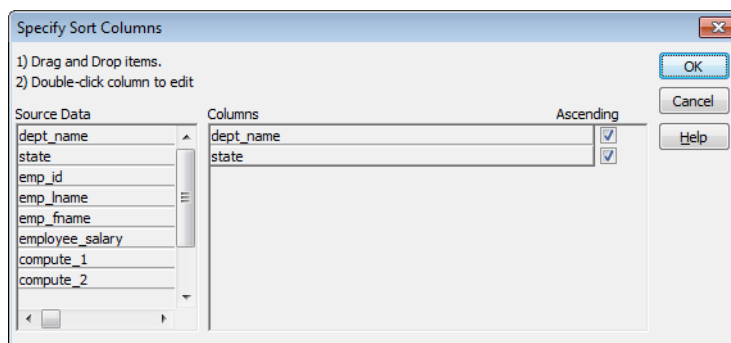 Specify Sort Columns
1) Drag and Drop items.
2) Double-click column to edit
OK
Cancel
Help
Source Data
dept_name
state
emp_id
emp_lname
emp_fname
employee_salary
compute_1
compute_2
Columns Ascending
dept_name
state